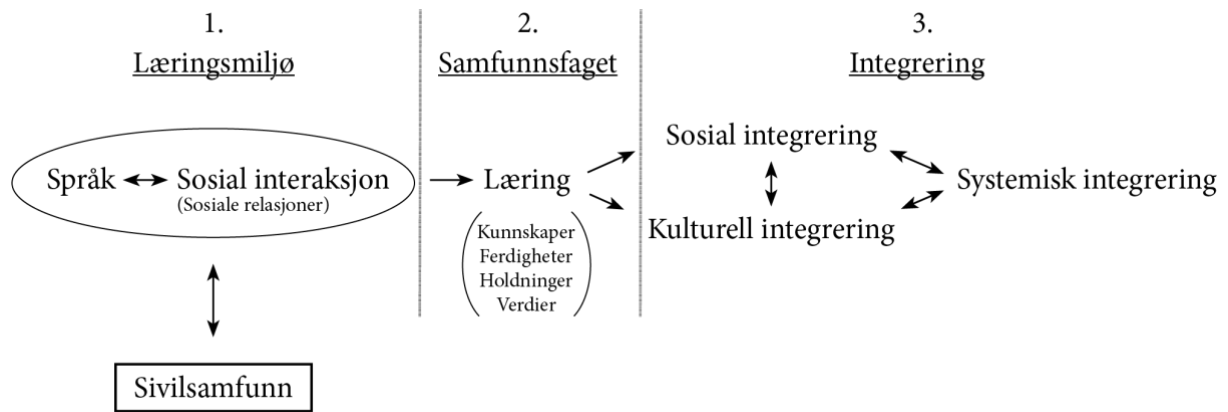 1.
Læringsmiljø
Språk
Sosial interaksjon
(Sosiale relasjoner)
Sivilsamfunn
2.
Samfunnsfaget
Læring
Kunnskaper
Ferdigheter
Holdninger
Verdier
3.
Integrering
Sosial integrering
Kulturell integrering
Systemisk integrering